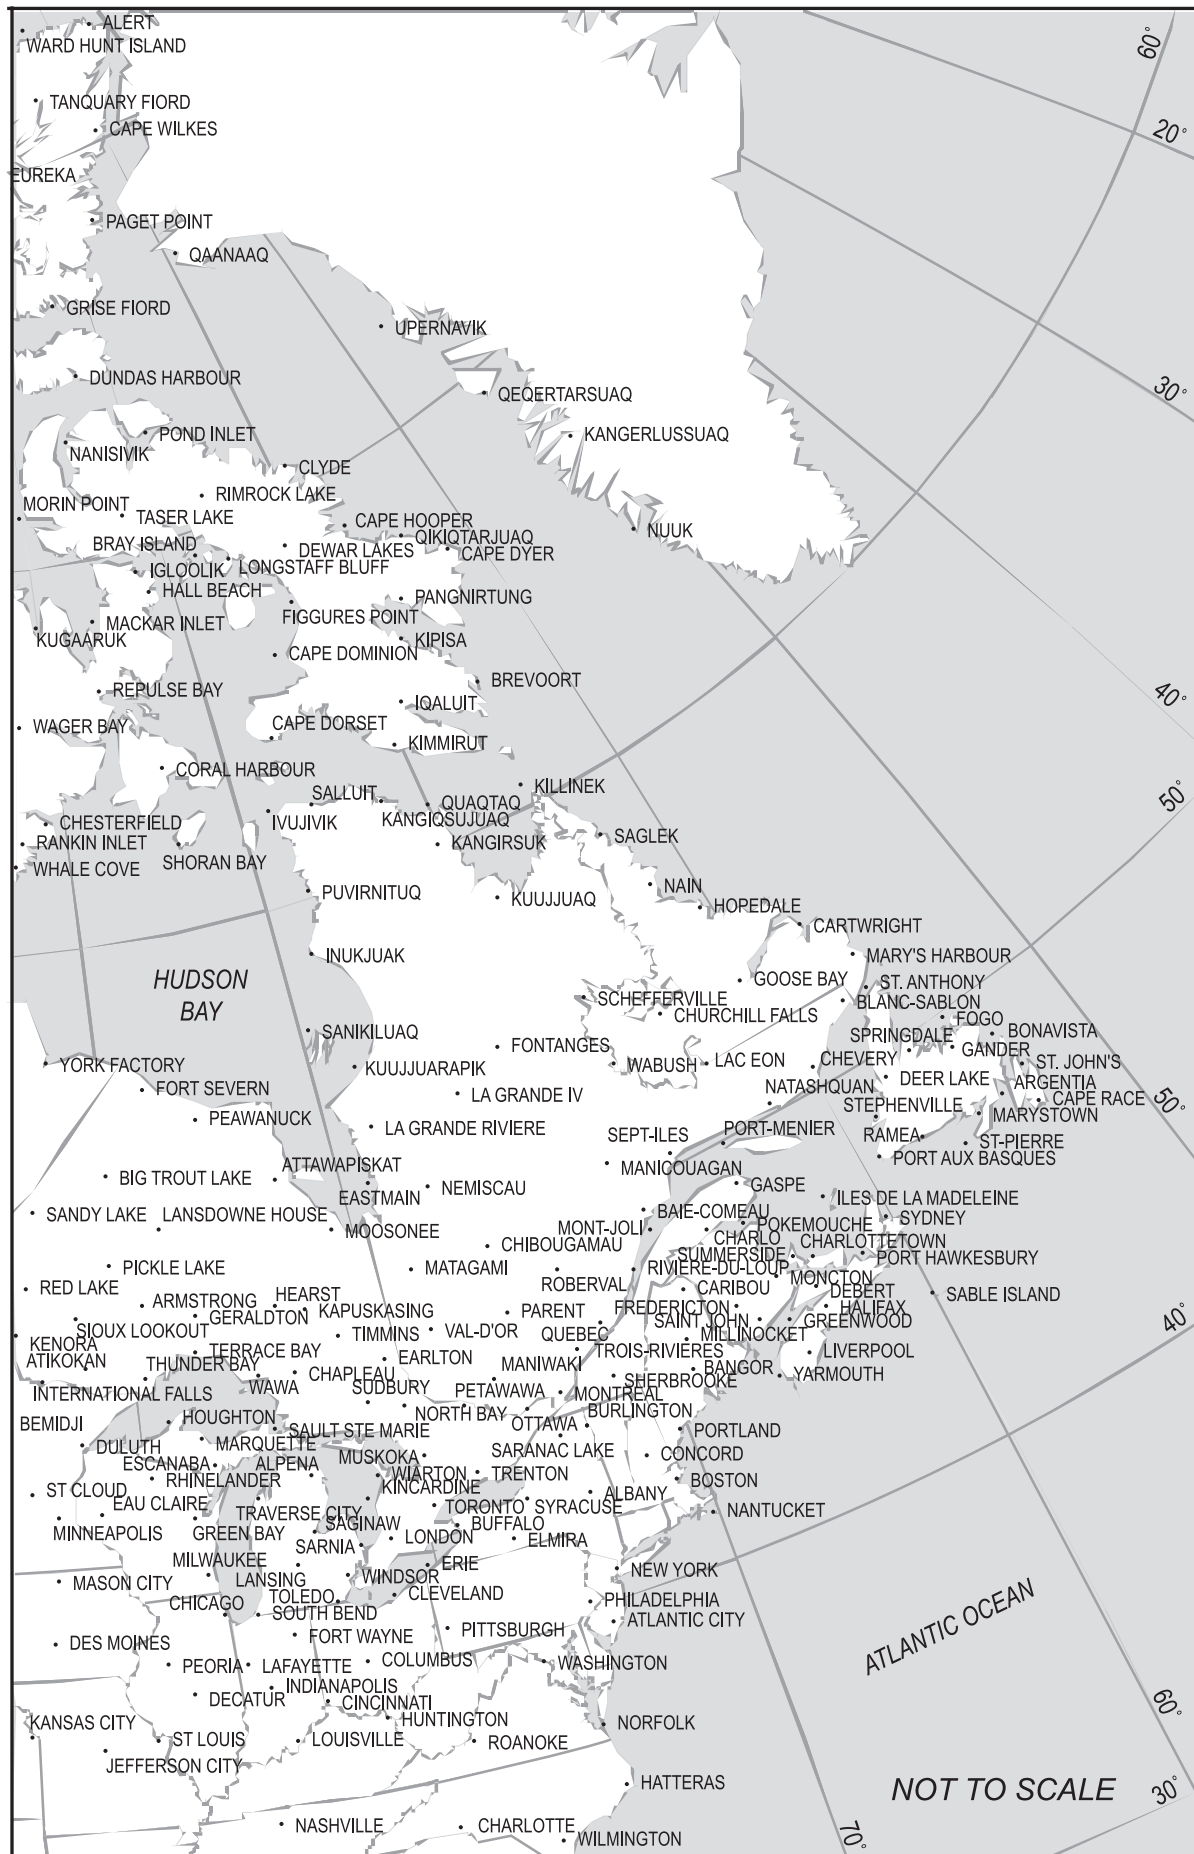 ALERT
WARD HUNT ISLAND
60°
TANQUARY FIORD
CAPE WILKES
20°
EUREKA
PAGET POINT
QAANAAQ
GRISE FIORD
UPERNAVIK
DUNDAS HARBOUR
30°
QEQERTARSUAQ
POND INLET
KANGERLUSSUAQ
NANISIVIK
CLYDE
RIMROCK LAKE
MORIN POINT
TASER LAKE
CAPE HOOPER
NUUK
QIKIQTARJUAQ
BRAY ISLAND
DEWAR LAKES
CAPE DYER
IGLOOLIK
LONGSTAFF BLUFF
HALL BEACH
PANGNIRTUNG
FIGGURES POINT
MACKAR INLET
KUGAARUK
KIPISA
CAPE DOMINION
BREVOORT
REPULSE BAY
40°
IQALUIT
WAGER BAY
CAPE DORSET
KIMMIRUT
CORAL HARBOUR
KILLINEK
50°
SALLUIT
QUAQTAQ
IVUJIVIK
KANGIQSUJUAQ
CHESTERFIELD
SAGLEK
RANKIN INLET
KANGIRSUK
SHORAN BAY
WHALE COVE
NAIN
PUVIRNITUQ
KUUJJUAQ
HOPEDALE
CARTWRIGHT
INUKJUAK
MARY'S HARBOUR
HUDSON
BAY
GOOSE BAY
ST. ANTHONY
SCHEFFERVILLE
BLANC-SABLON
CHURCHILL FALLS
FOGO
SANIKILUAQ
SPRINGDALE
BONAVISTA
FONTANGES
GANDER
YORK FACTORY
KUUJJUARAPIK
WABUSH
LAC EON
CHEVERY
ST. JOHN'S
DEER LAKE
ARGENTIA
FORT SEVERN
LA GRANDE IV
NATASHQUAN
CAPE RACE
50°
STEPHENVILLE
MARYSTOWN
PEAWANUCK
LA GRANDE RIVIERE
SEPT-ILES
PORT-MENIER
RAMEA
ST-PIERRE
PORT AUX BASQUES
ATTAWAPISKAT
MANICOUAGAN
BIG TROUT LAKE
EASTMAIN
NEMISCAU
GASPE
ILES DE LA MADELEINE
SANDY LAKE
LANSDOWNE HOUSE
BAIE-COMEAU
SYDNEY
MOOSONEE
MONT-JOLI
POKEMOUCHE
CHARLO
CHARLOTTETOWN
CHIBOUGAMAU
SUMMERSIDE
PORT HAWKESBURY
PICKLE LAKE
MATAGAMI
RIVIERE-DU-LOUP
MONCTON
ROBERVAL
CARIBOU
DEBERT
RED LAKE
SABLE ISLAND
HEARST
ARMSTRONG
KAPUSKASING
PARENT
FREDERICTON
HALIFAX
40°
GERALDTON
SAINT JOHN
GREENWOOD
SIOUX LOOKOUT
TIMMINS
VAL-D'OR
QUEBEC
MILLINOCKET
KENORA
TERRACE BAY
TROIS-RIVIERES
LIVERPOOL
ATIKOKAN
THUNDER BAY
EARLTON
MANIWAKI
BANGOR
CHAPLEAU
SHERBROOKE
YARMOUTH
INTERNATIONAL FALLS
WAWA
SUDBURY
PETAWAWA
MONTREAL
BEMIDJI
HOUGHTON
NORTH BAY
BURLINGTON
OTTAWA
PORTLAND
SAULT STE MARIE
DULUTH
MARQUETTE
SARANAC LAKE
CONCORD
ESCANABA
ALPENA
MUSKOKA
RHINELANDER
WIARTON
TRENTON
BOSTON
ST CLOUD
KINCARDINE
ALBANY
EAU CLAIRE
TRAVERSE CITY
TORONTO
SYRACUSE
NANTUCKET
MINNEAPOLIS
GREEN BAY
SAGINAW
BUFFALO
SARNIA
LONDON
ELMIRA
MILWAUKEE
ERIE
NEW YORK
MASON CITY
LANSING
WINDSOR
TOLEDO
CLEVELAND
PHILADELPHIA
CHICAGO
SOUTH BEND
ATLANTIC CITY
FORT WAYNE
PITTSBURGH
ATLANTIC OCEAN
DES MOINES
PEORIA
LAFAYETTE
COLUMBUS
WASHINGTON
INDIANAPOLIS
DECATUR
CINCINNATI
60°
KANSAS CITY
HUNTINGTON
NORFOLK
ST LOUIS
LOUISVILLE
ROANOKE
JEFFERSON CITY
HATTERAS
NOT TO SCALE
30°
NASHVILLE
CHARLOTTE
WILMINGTON
70°